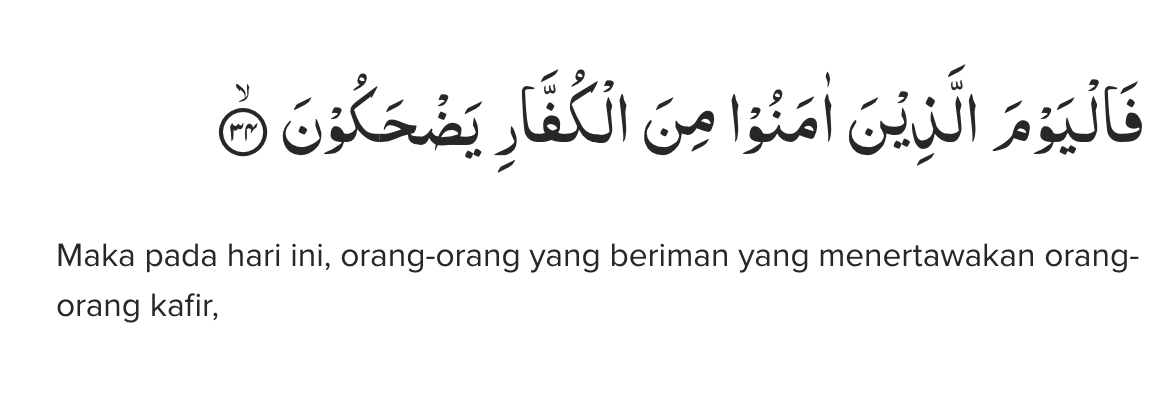 فَالْيَوْمَ الَّذِيْنَ اٰمَنُوْا مِنَ الْكُفَّارِ يَضْحَكُوْنَۙ ٣٤
Maka pada hari ini, orang-orang yang beriman yang menertawakan orang-
orang kafir,